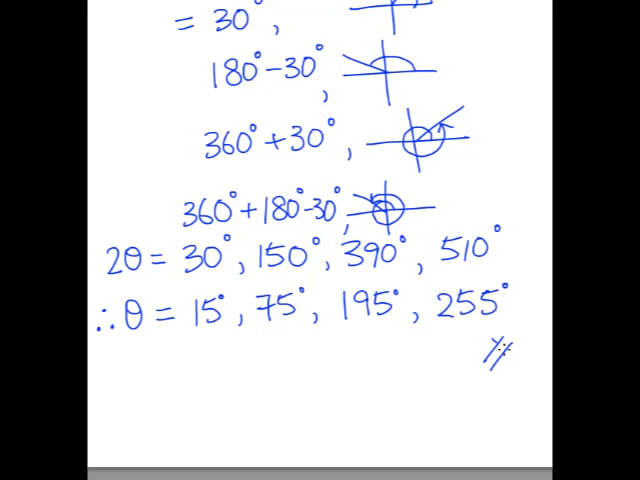 = 30°,
180° - 30°,
360° + 30°,
360° + 180° - 30°,
2θ = 30°, 150°, 390°, 510°
∴ θ = 15°, 75°, 195°, 255°